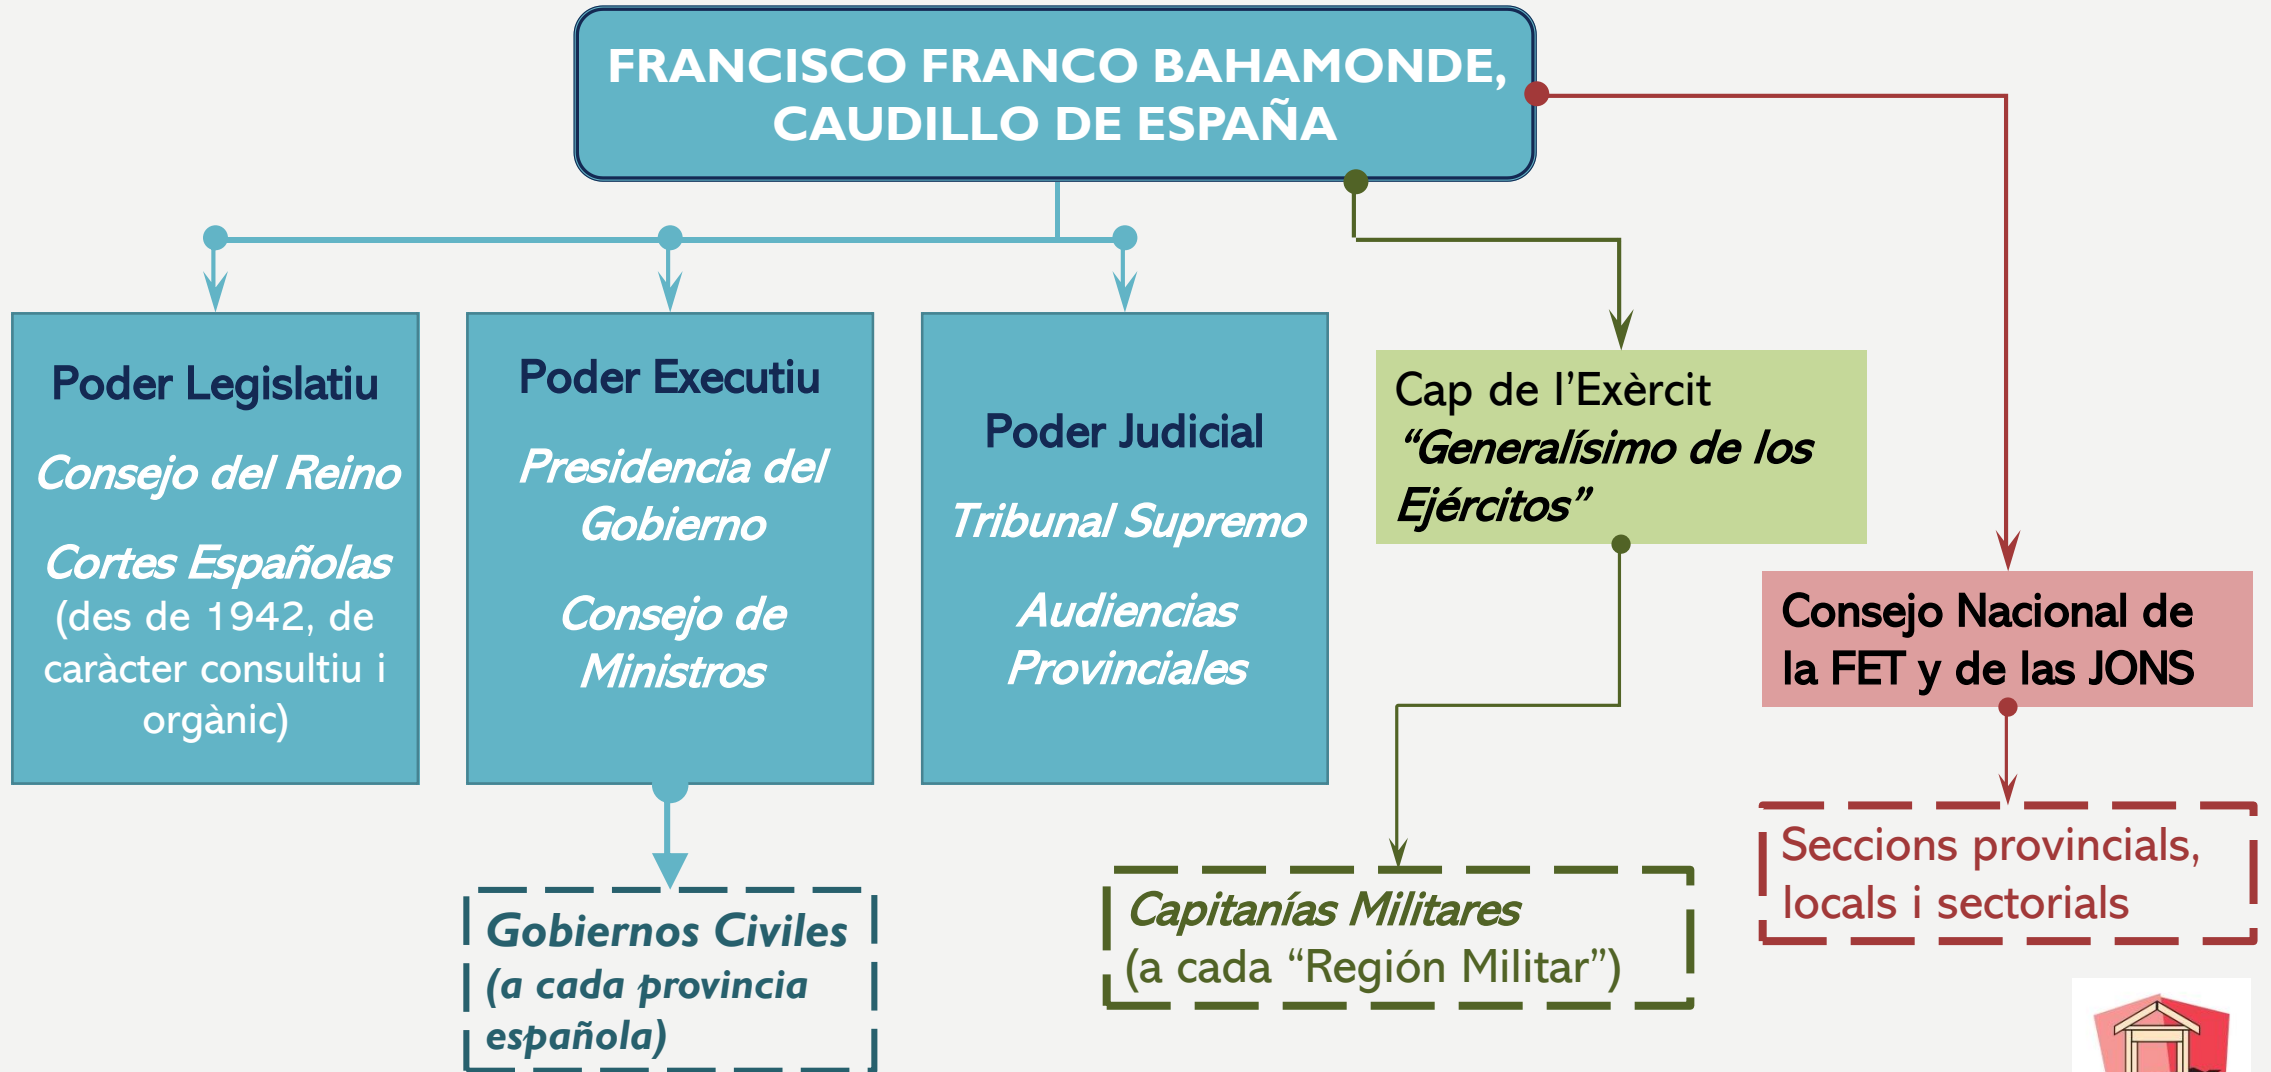 FRANCISCO FRANCO BAHAMONDE,
CAUDILLO DE ESPAÑA
Poder Legislatiu
Consejo del Reino
Cortes Españolas
(des de 1942, de
caràcter consultiu i
orgànic)
Poder Executiu
Presidencia del
Gobierno
Consejo de
Ministros
Poder Judicial
Tribunal Supremo
Audiencias
Provinciales
Cap de l’Exèrcit
“Generalísimo de los
Ejércitos”
Consejo Nacional de
la FET y de las JONS
Gobiernos Civiles
(a cada provincia
española)
Capitanías Militares
(a cada “Región Militar”)
Seccions provincials,
locals i sectorials